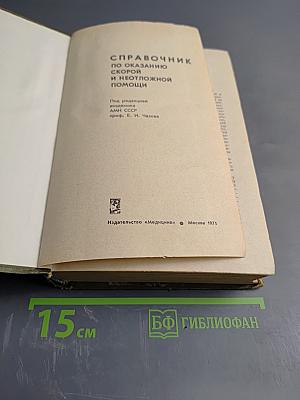 СПРАВОЧНИК
ПО ОКАЗАНИЮ
СКОРОЙ
И НЕОТЛОЖНОЙ
ПОМОЩИ
Под редакцией
академика
АМН СССР
проф. Е. И. Чазова
Издательство «Медицина» ● Москва 1975
15 см
БФ БИБЛИОФАН